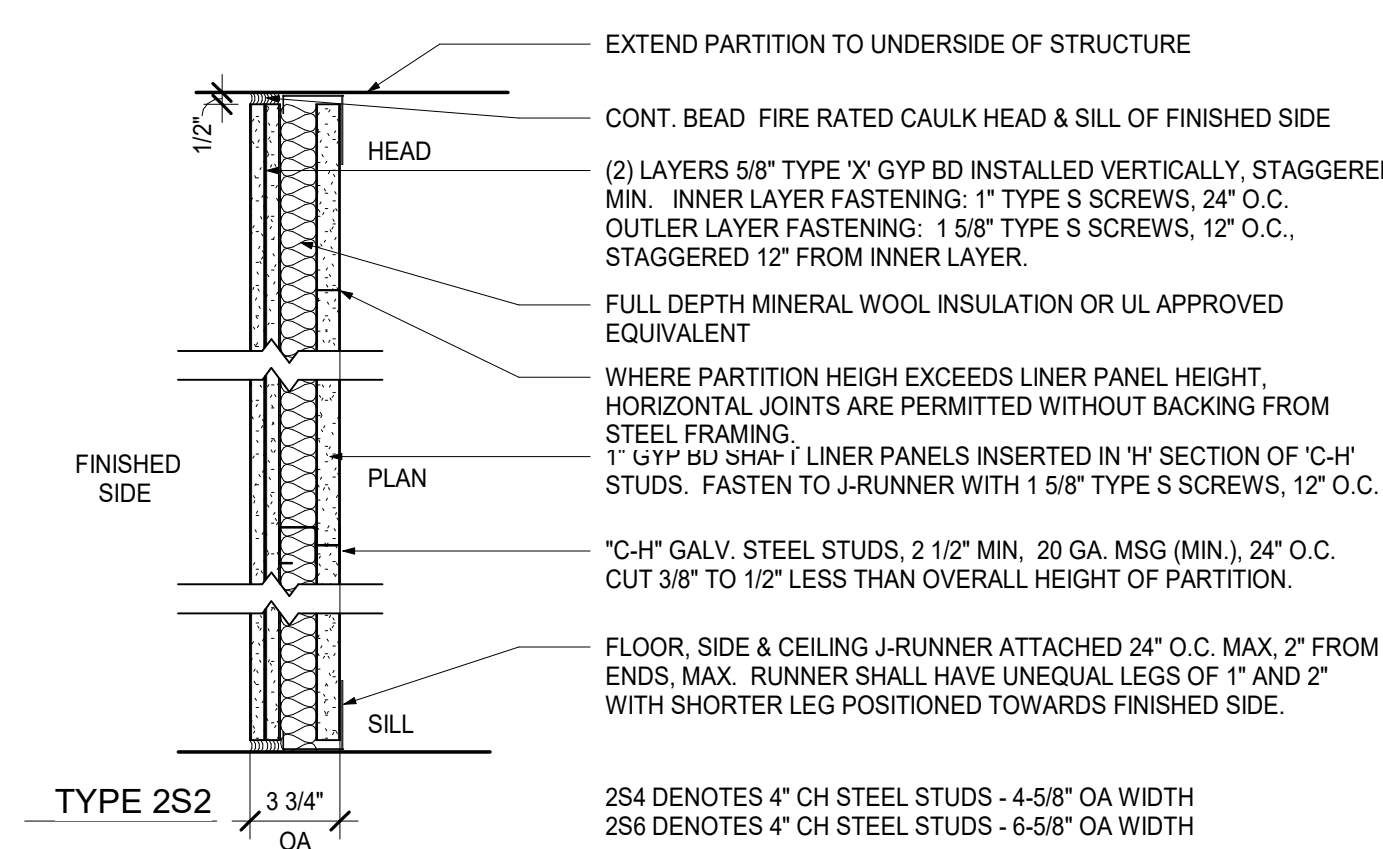 EXTEND PARTITION TO UNDERSIDE OF STRUCTURE
1/2"
CONT. BEAD FIRE RATED CAULK HEAD & SILL OF FINISHED SIDE
HEAD
(2) LAYERS 5/8" TYPE 'X' GYP BD INSTALLED VERTICALLY, STAGGERED
MIN. INNER LAYER FASTENING: 1" TYPE S SCREWS, 24" O.C.
OUTLER LAYER FASTENING: 1 5/8" TYPE S SCREWS, 12" O.C.,
STAGGERED 12" FROM INNER LAYER.
FULL DEPTH MINERAL WOOL INSULATION OR UL APPROVED
EQUIVALENT
WHERE PARTITION HEIGH EXCEEDS LINER PANEL HEIGHT,
HORIZONTAL JOINTS ARE PERMITTED WITHOUT BACKING FROM
STEEL FRAMING.
FINISHED
SIDE
PLAN
1" GYP BD SHAFT LINER PANELS INSERTED IN 'H' SECTION OF 'C-H'
STUDS. FASTEN TO J-RUNNER WITH 1 5/8" TYPE S SCREWS, 12" O.C.
"C-H" GALV. STEEL STUDS, 2 1/2" MIN, 20 GA. MSG (MIN.), 24" O.C.
CUT 3/8" TO 1/2" LESS THAN OVERALL HEIGHT OF PARTITION.
FLOOR, SIDE & CEILING J-RUNNER ATTACHED 24" O.C. MAX, 2" FROM
ENDS, MAX. RUNNER SHALL HAVE UNEQUAL LEGS OF 1" AND 2"
WITH SHORTER LEG POSITIONED TOWARDS FINISHED SIDE.
SILL
TYPE 2S2
3 3/4"
OA
2S4 DENOTES 4" CH STEEL STUDS - 4-5/8" OA WIDTH
2S6 DENOTES 4" CH STEEL STUDS - 6-5/8" OA WIDTH